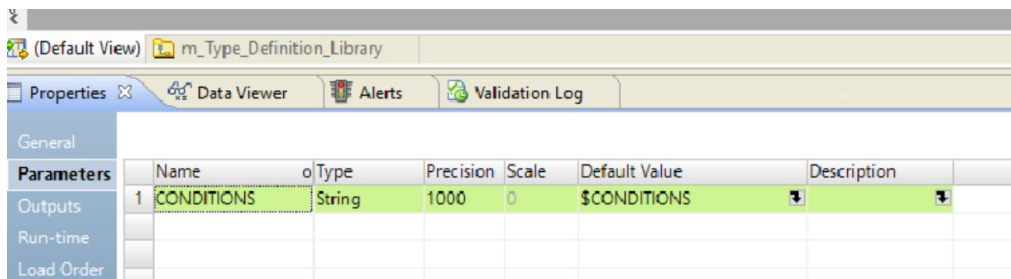 (Default View) m_Type_Definition_Library
Properties Data Viewer Alerts Validation Log
General
Parameters
Outputs
Run-time
Load Order
Name o Type Precision Scale Default Value Description
1 CONDITIONS String 1000 0 $CONDITIONS